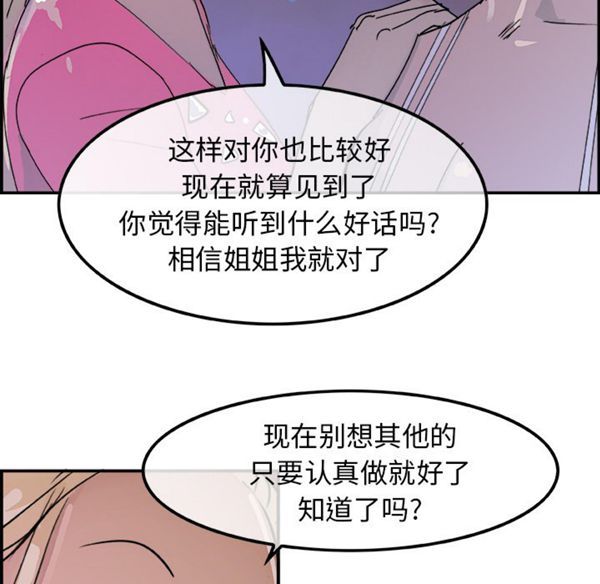 这样对你也比较好
现在就算见到了
你觉得能听到什么好话吗?
相信姐姐我就对了
现在别想其他的
只要认真做就好了
知道了吗?